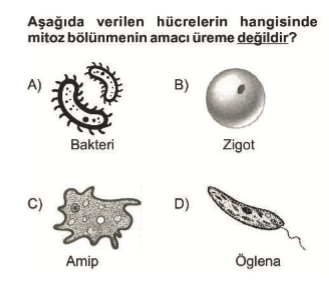 Aşağıda verilen hücrelerin hangisinde
mitoz bölünmenin amacı üreme değildir?
A)
B)
Bakteri
Zigot
C)
D)
Amip
Öglena